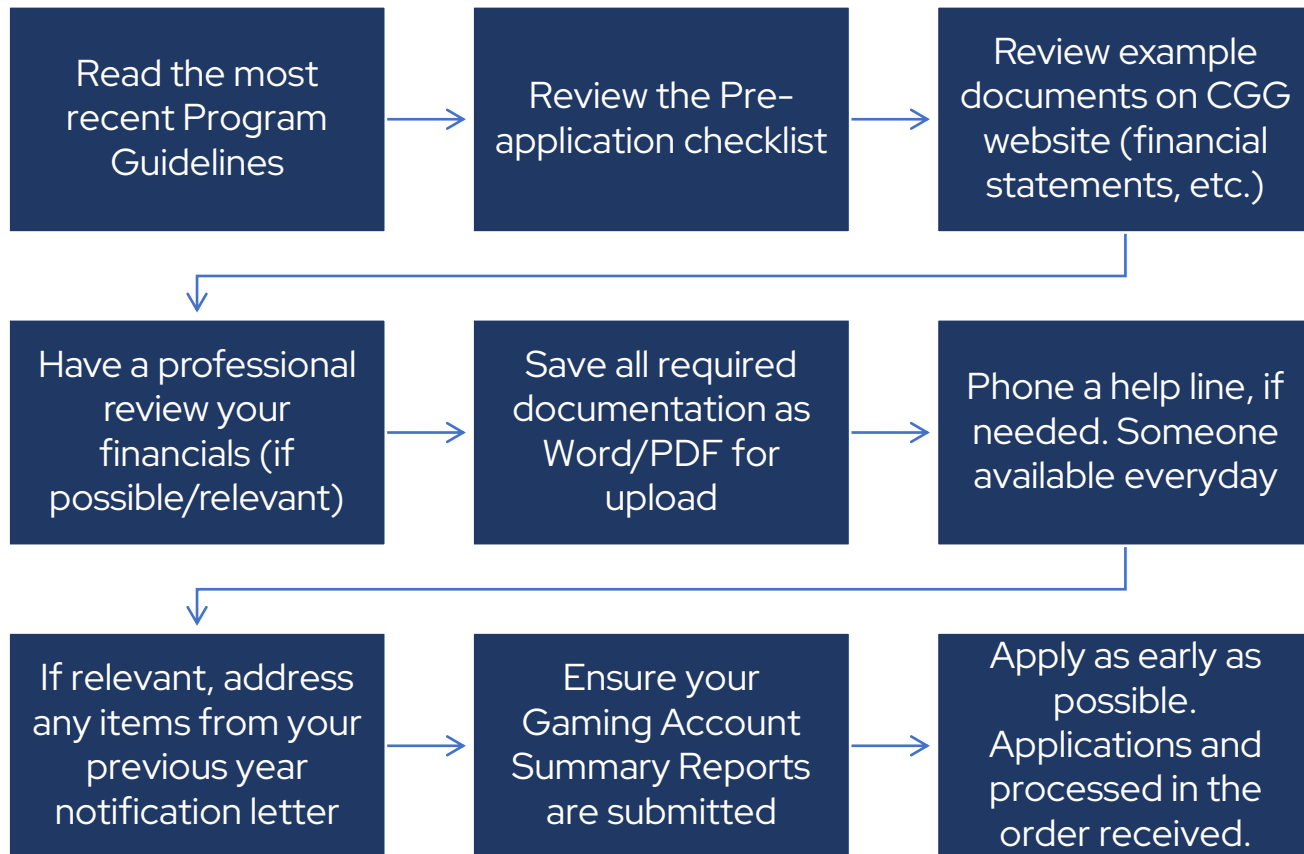 Read the most
recent Program
Guidelines
Review the Pre-
application checklist
Review example
documents on CGG
website (financial
statements, etc.)
Have a professional
review your
financials (if
possible/relevant)
Save all required
documentation as
Word/PDF for
upload
Phone a help line, if
needed. Someone
available everyday
If relevant, address
any items from your
previous year
notification letter
Ensure your
Gaming Account
Summary Reports
are submitted
Apply as early as
possible.
Applications and
processed in the
order received.